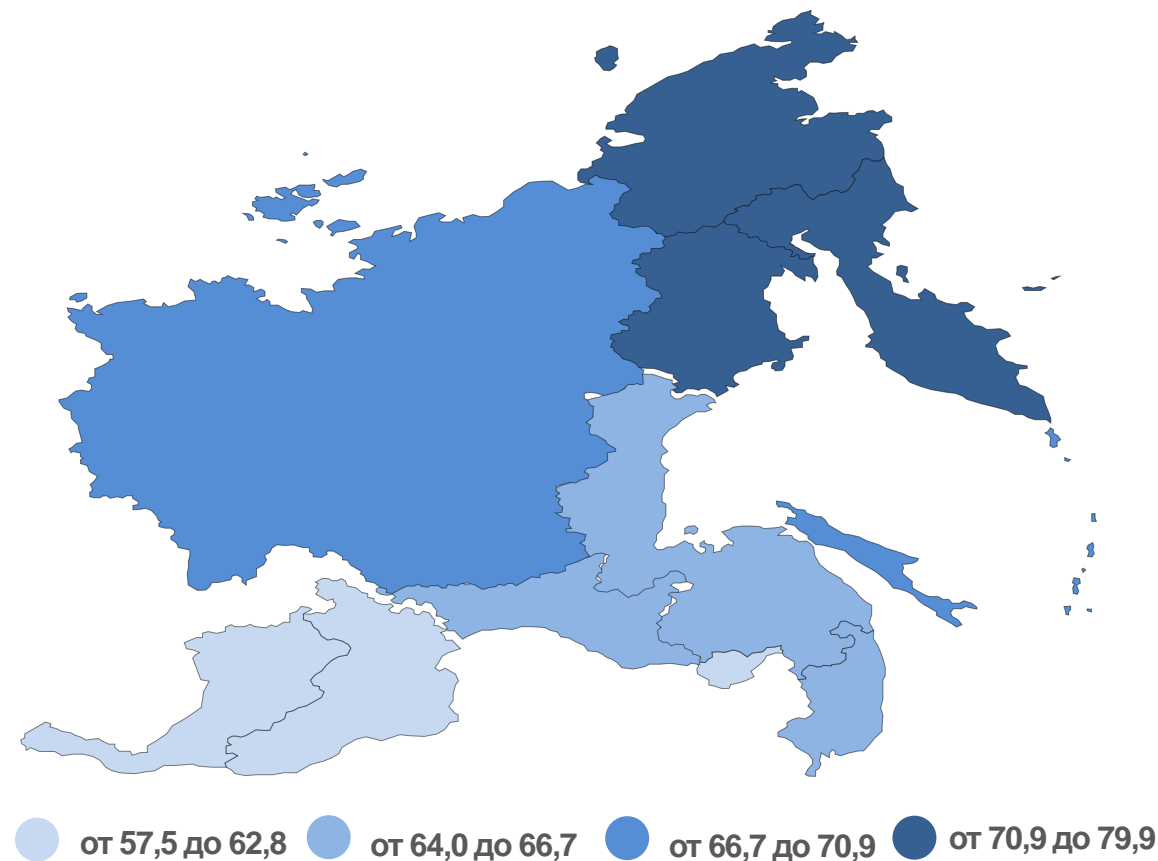 от 57,5 до 62,8
от 64,0 до 66,7
от 66,7 до 70,9
от 70,9 до 79,9